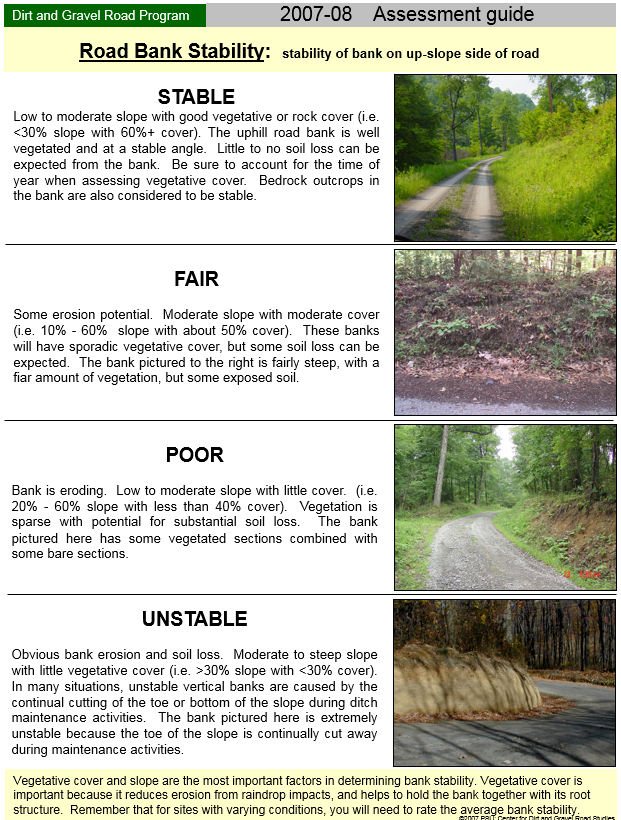 Dirt and Gravel Road Program
2007-08 Assessment guide
Road Bank Stability: stability of bank on up-slope side of road
STABLE
Low to moderate slope with good vegetative or rock cover (i.e.
<30% slope with 60%+ cover). The uphill road bank is well
vegetated and at a stable angle. Little to no soil loss can be
expected from the bank. Be sure to account for the time of
year when assessing vegetative cover. Bedrock outcrops in
the bank are also considered to be stable.
FAIR
Some erosion potential. Moderate slope with moderate cover
(i.e. 10% - 60% slope with about 50% cover). These banks
will have sporadic vegetative cover, but some soil loss can be
expected. The bank pictured to the right is fairly steep, with a
fiar amount of vegetation, but some exposed soil.
POOR
Bank is eroding. Low to moderate slope with little cover. (i.e.
20% - 60% slope with less than 40% cover). Vegetation is
sparse with potential for substantial soil loss. The bank
pictured here has some vegetated sections combined with
some bare sections.
UNSTABLE
Obvious bank erosion and soil loss. Moderate to steep slope
with little vegetative cover (i.e. >30% slope with <30% cover).
In many situations, unstable vertical banks are caused by the
continual cutting of the toe or bottom of the slope during ditch
maintenance activities. The bank pictured here is extremely
unstable because the toe of the slope is continually cut away
during maintenance activities.
Vegetative cover and slope are the most important factors in determining bank stability. Vegetative cover is
important because it reduces erosion from raindrop impacts, and helps to hold the bank together with its root
structure. Remember that for sites with varying conditions, you will need to rate the average bank stability.
©2007 PSU: Center for Dirt and Gravel Road Studies